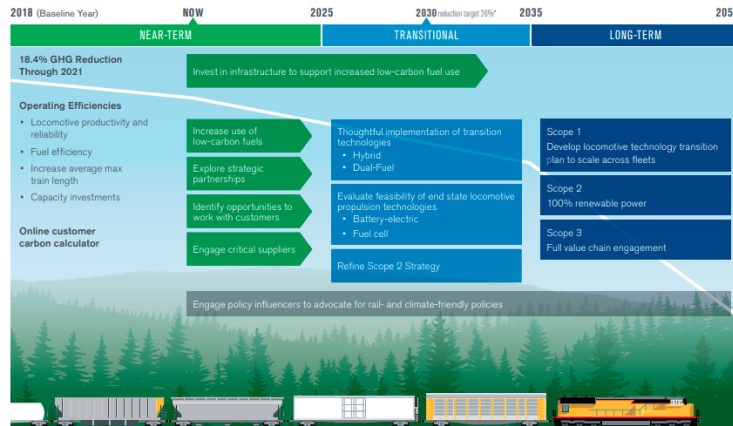 2018 (Baseline Year) NOW 2025 2030 reduction target 26%* 2035 205
NEAR-TERM TRANSITIONAL LONG-TERM
18.4% GHG Reduction
Through 2021
Invest in infrastructure to support increased low-carbon fuel use
Operating Efficiencies
• Locomotive productivity and
reliability
• Fuel efficiency
• Increase average max
train length
• Capacity investments
Online customer
carbon calculator
Increase use of
low-carbon fuels
Explore strategic
partnerships
Identify opportunities to
work with customers
Engage critical suppliers
Thoughtful implementation of transition
technologies
• Hybrid
• Dual-Fuel
Evaluate feasibility of end state locomotive
propulsion technologies
• Battery-electric
• Fuel cell
Refine Scope 2 Strategy
Scope 1
Develop locomotive technology transition
plan to scale across fleets
Scope 2
100% renewable power
Scope 3
Full value chain engagement
Engage policy influencers to advocate for rail- and climate-friendly policies